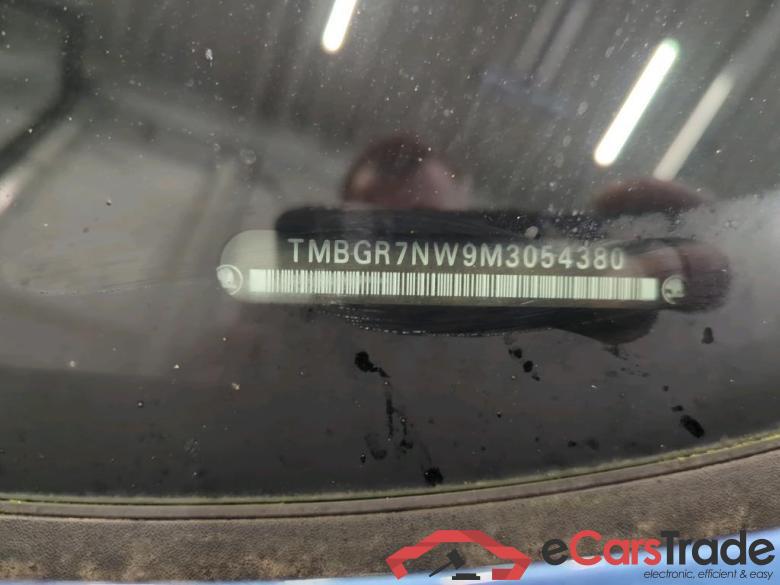 TMBGR7NW9M3054380
eCarsTrade
electronic, efficient & easy